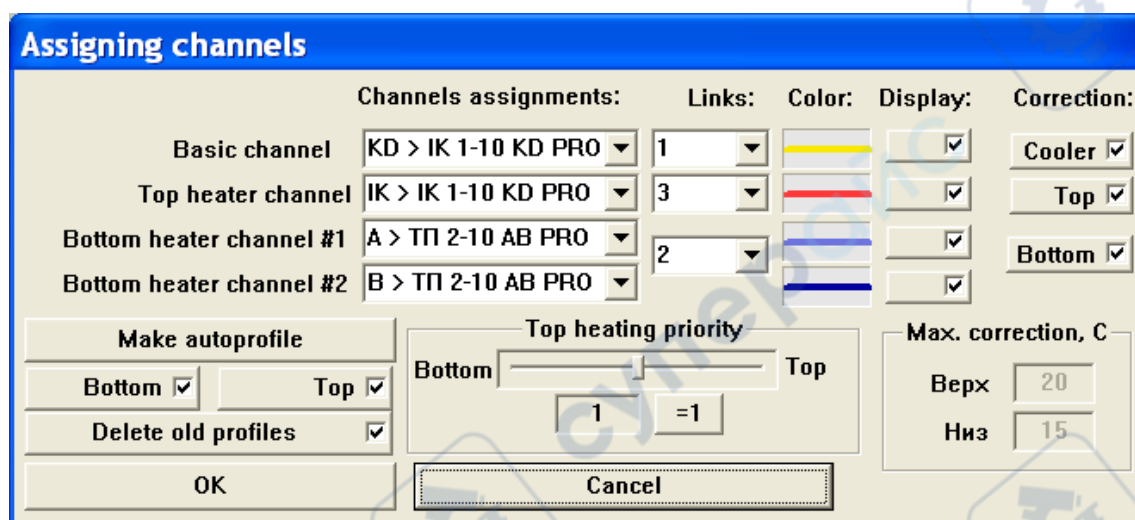 Assigning channels
Channels assignments: Links: Color: Display: Correction:
Basic channel KD > IK 1-10 KD PRO 1 Cooler
Top heater channel IK > IK 1-10 KD PRO 3 Top
Bottom heater channel #1 A > ТП 2-10 AB PRO
2 Bottom
Bottom heater channel #2 B > ТП 2-10 AB PRO
Make autoprofile Top heating priority Max. correction, C
Bottom Top Bottom Top Верх 20
Delete old profiles 1 =1 Низ 15
OK Cancel
суперайс